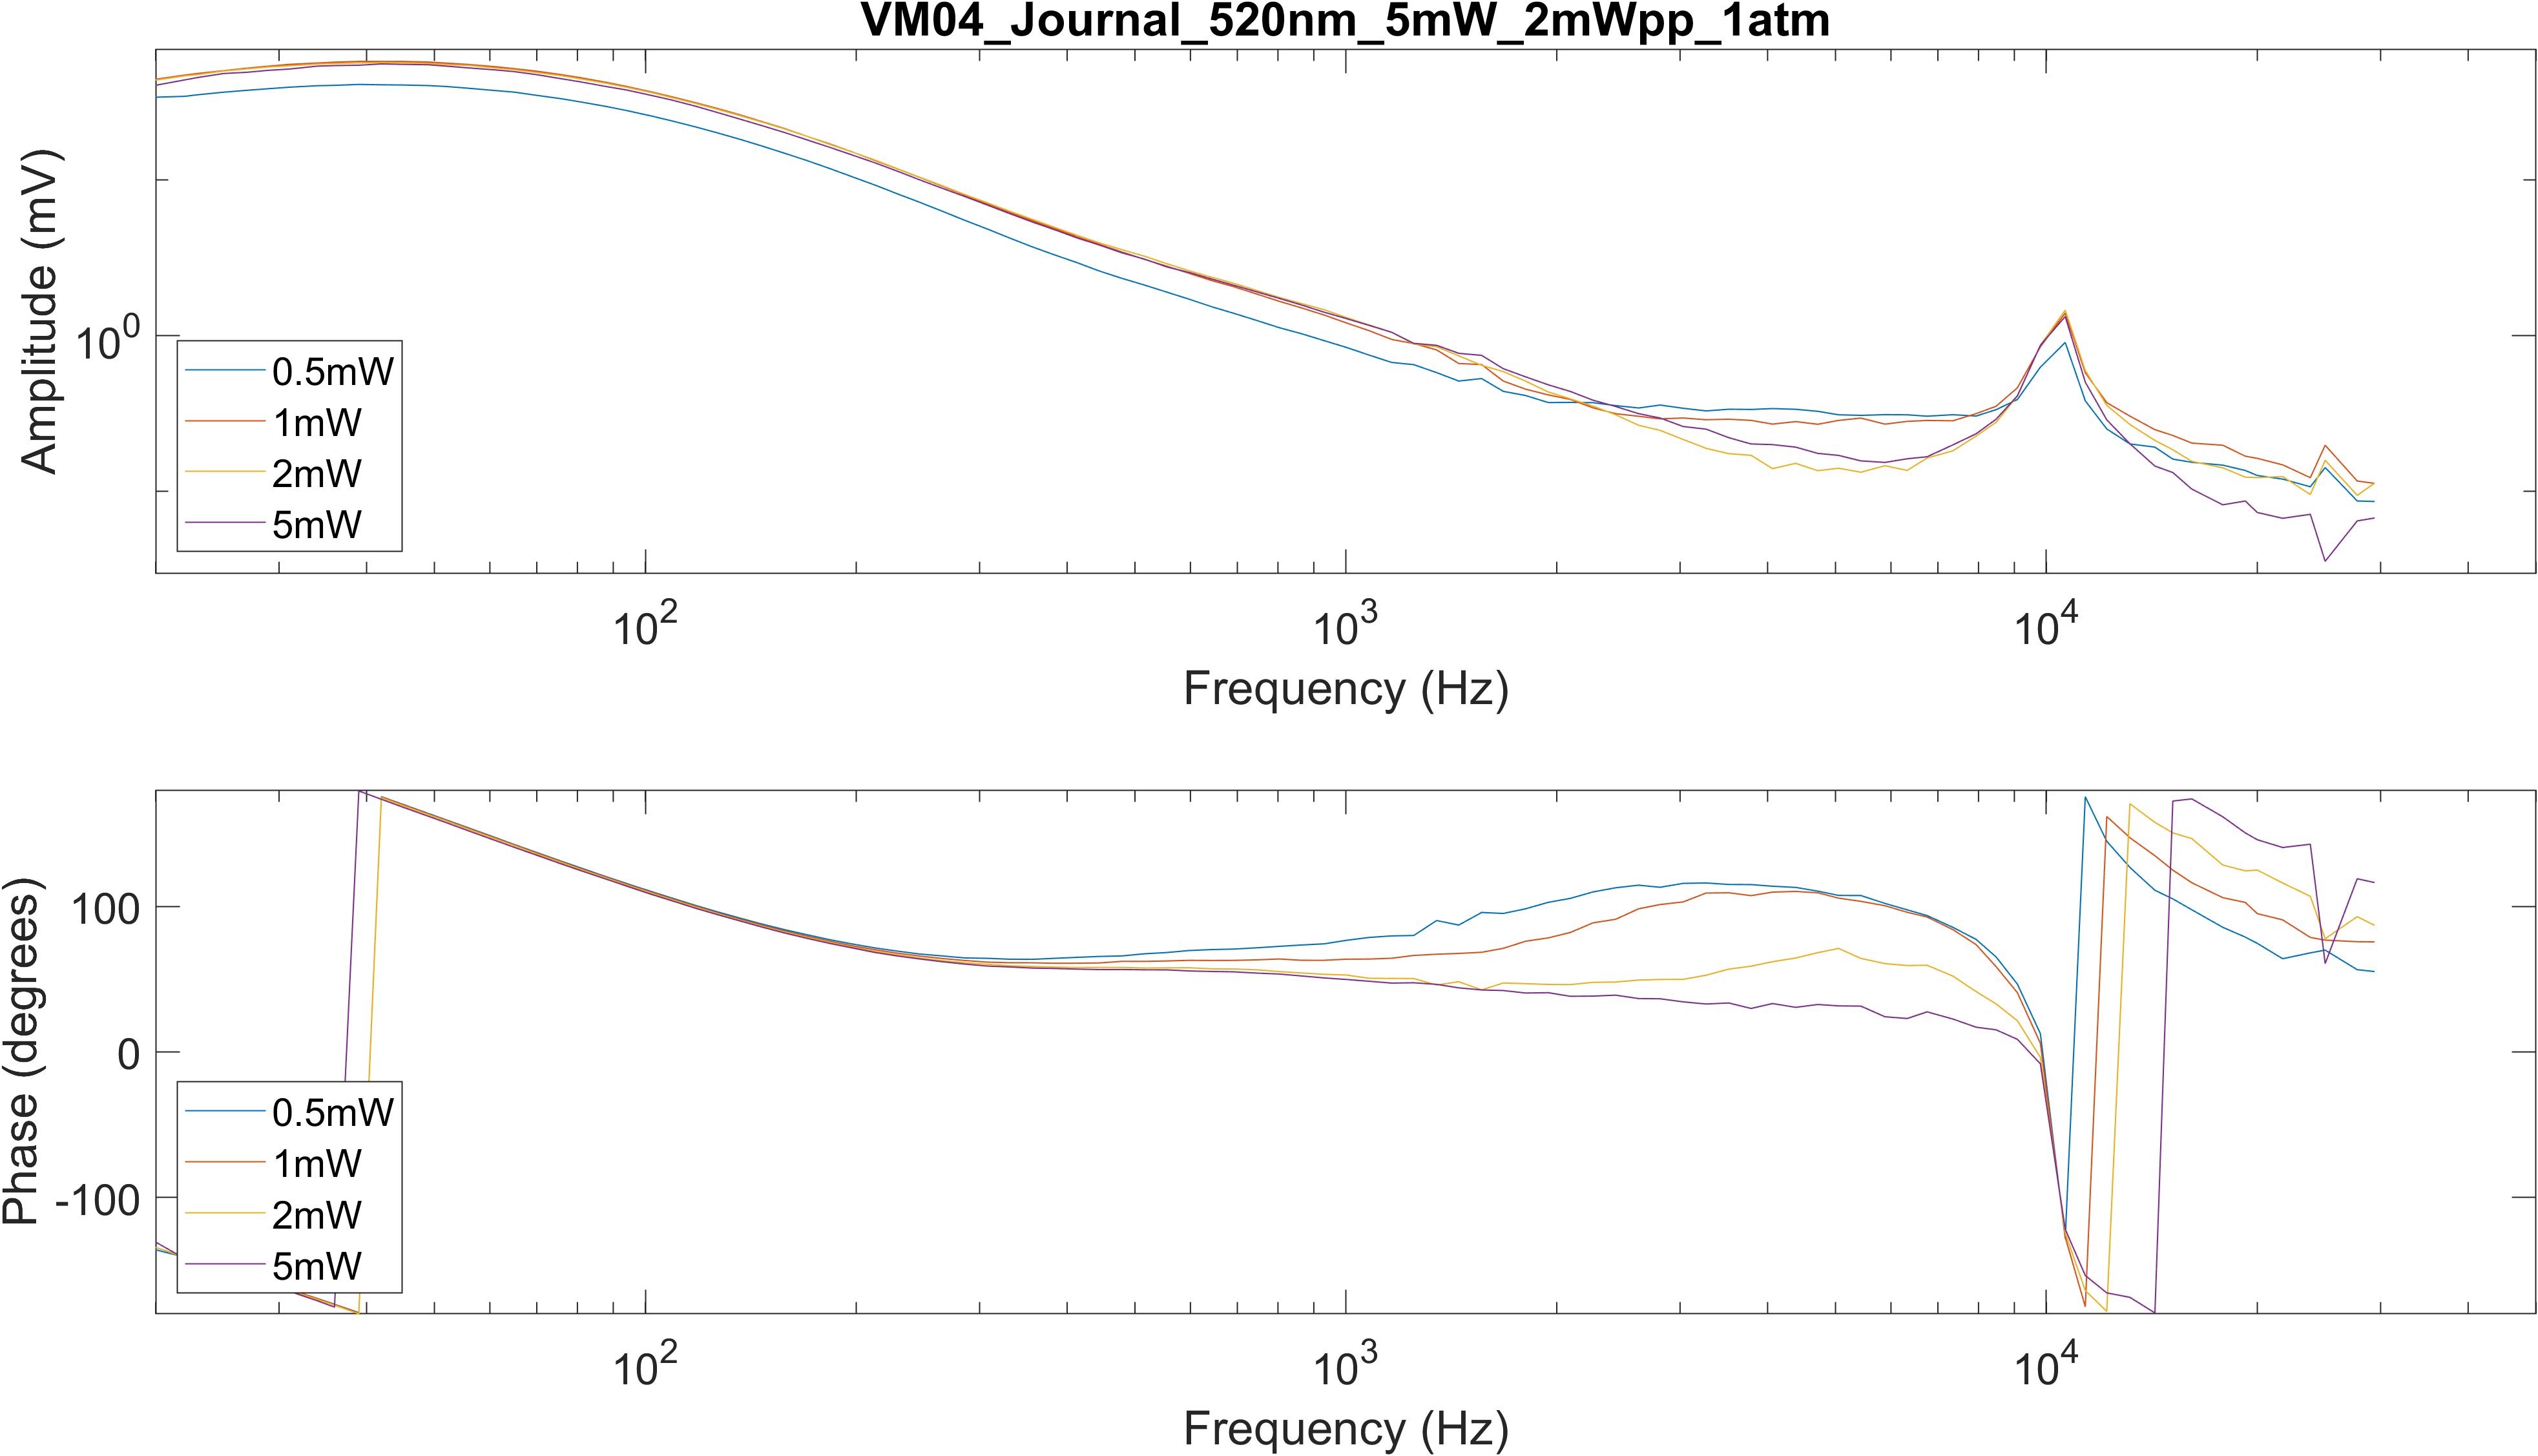 VM04_Journal_520nm_5mW_2mWpp_1atm
Amplitude (mV)
10^0
0.5mW
1mW
2mW
5mW
10^2 10^3 10^4
Frequency (Hz)
Phase (degrees)
100
0
-100
0.5mW
1mW
2mW
5mW
10^2 10^3 10^4
Frequency (Hz)